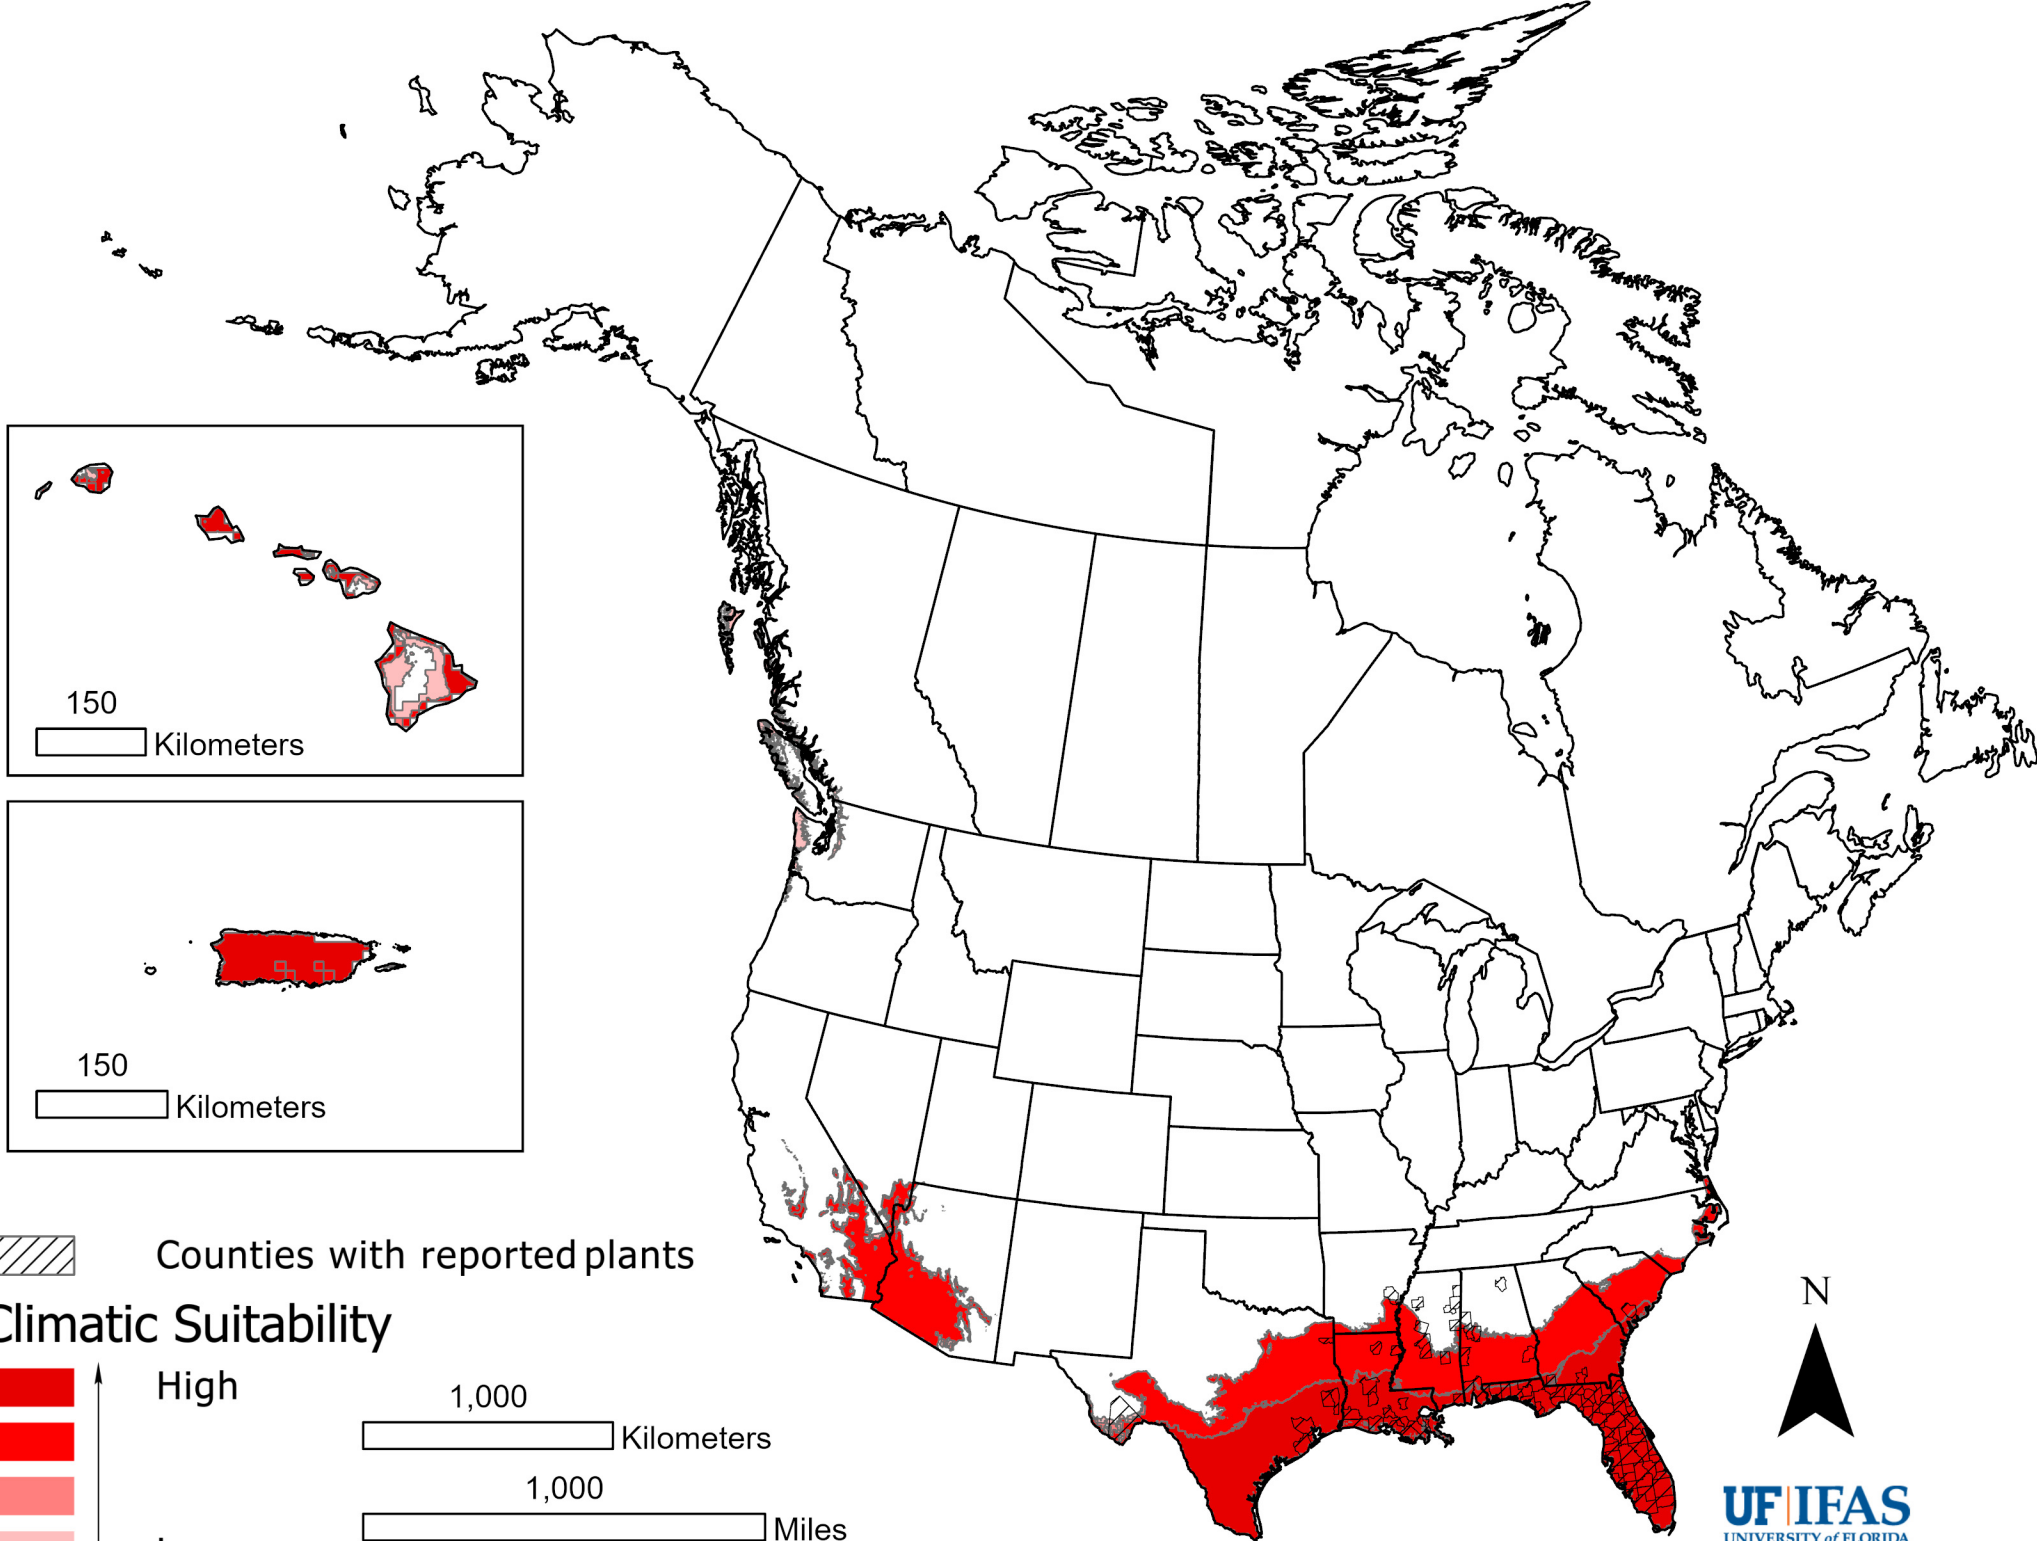 150
Kilometers
150
Kilometers
Counties with reported plants
Climatic Suitability
High
1,000
Kilometers
1,000
Miles
N
UF|IFAS
UNIVERSITY of FLORIDA